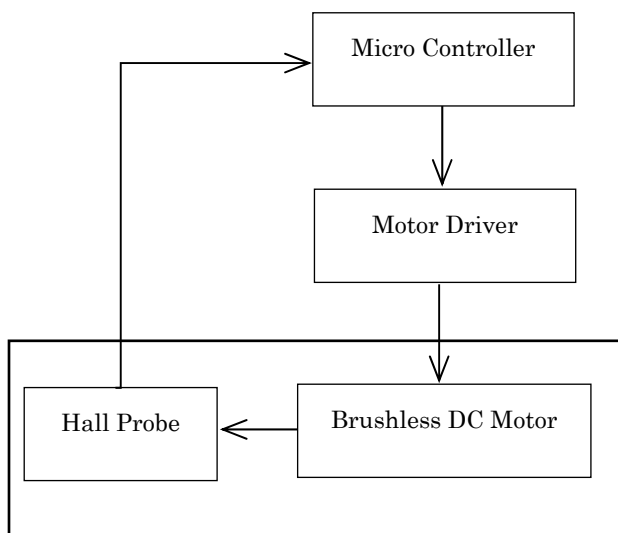 Micro Controller
Motor Driver
Brushless DC Motor
Hall Probe